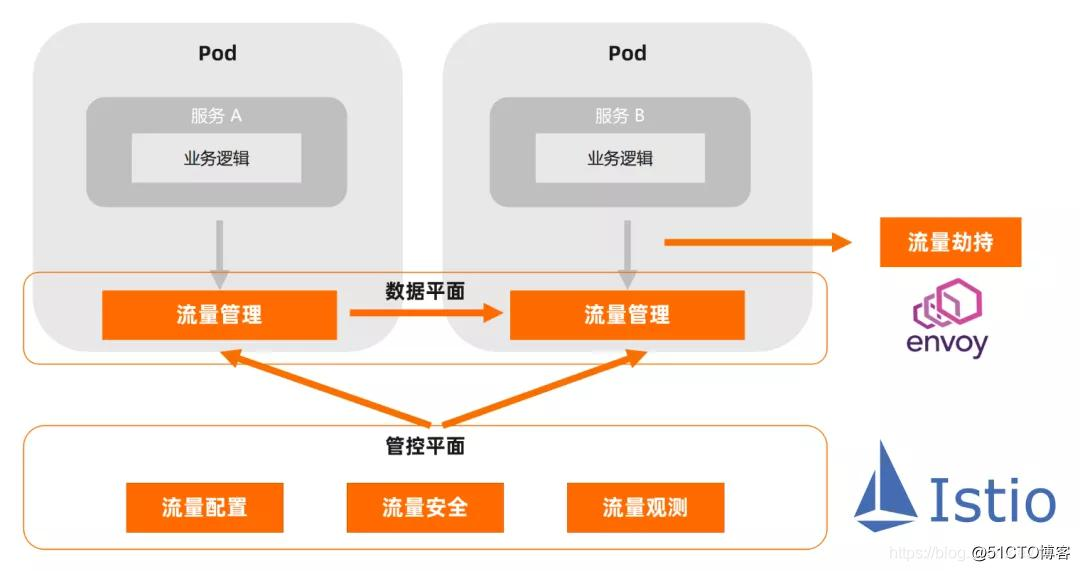 Pod
Pod
服务 A
服务 B
业务逻辑
业务逻辑
流量劫持
数据平面
流量管理
流量管理
envoy
管控平面
流量配置
流量安全
流量观测
Istio
https://blog.
@51CTO博客